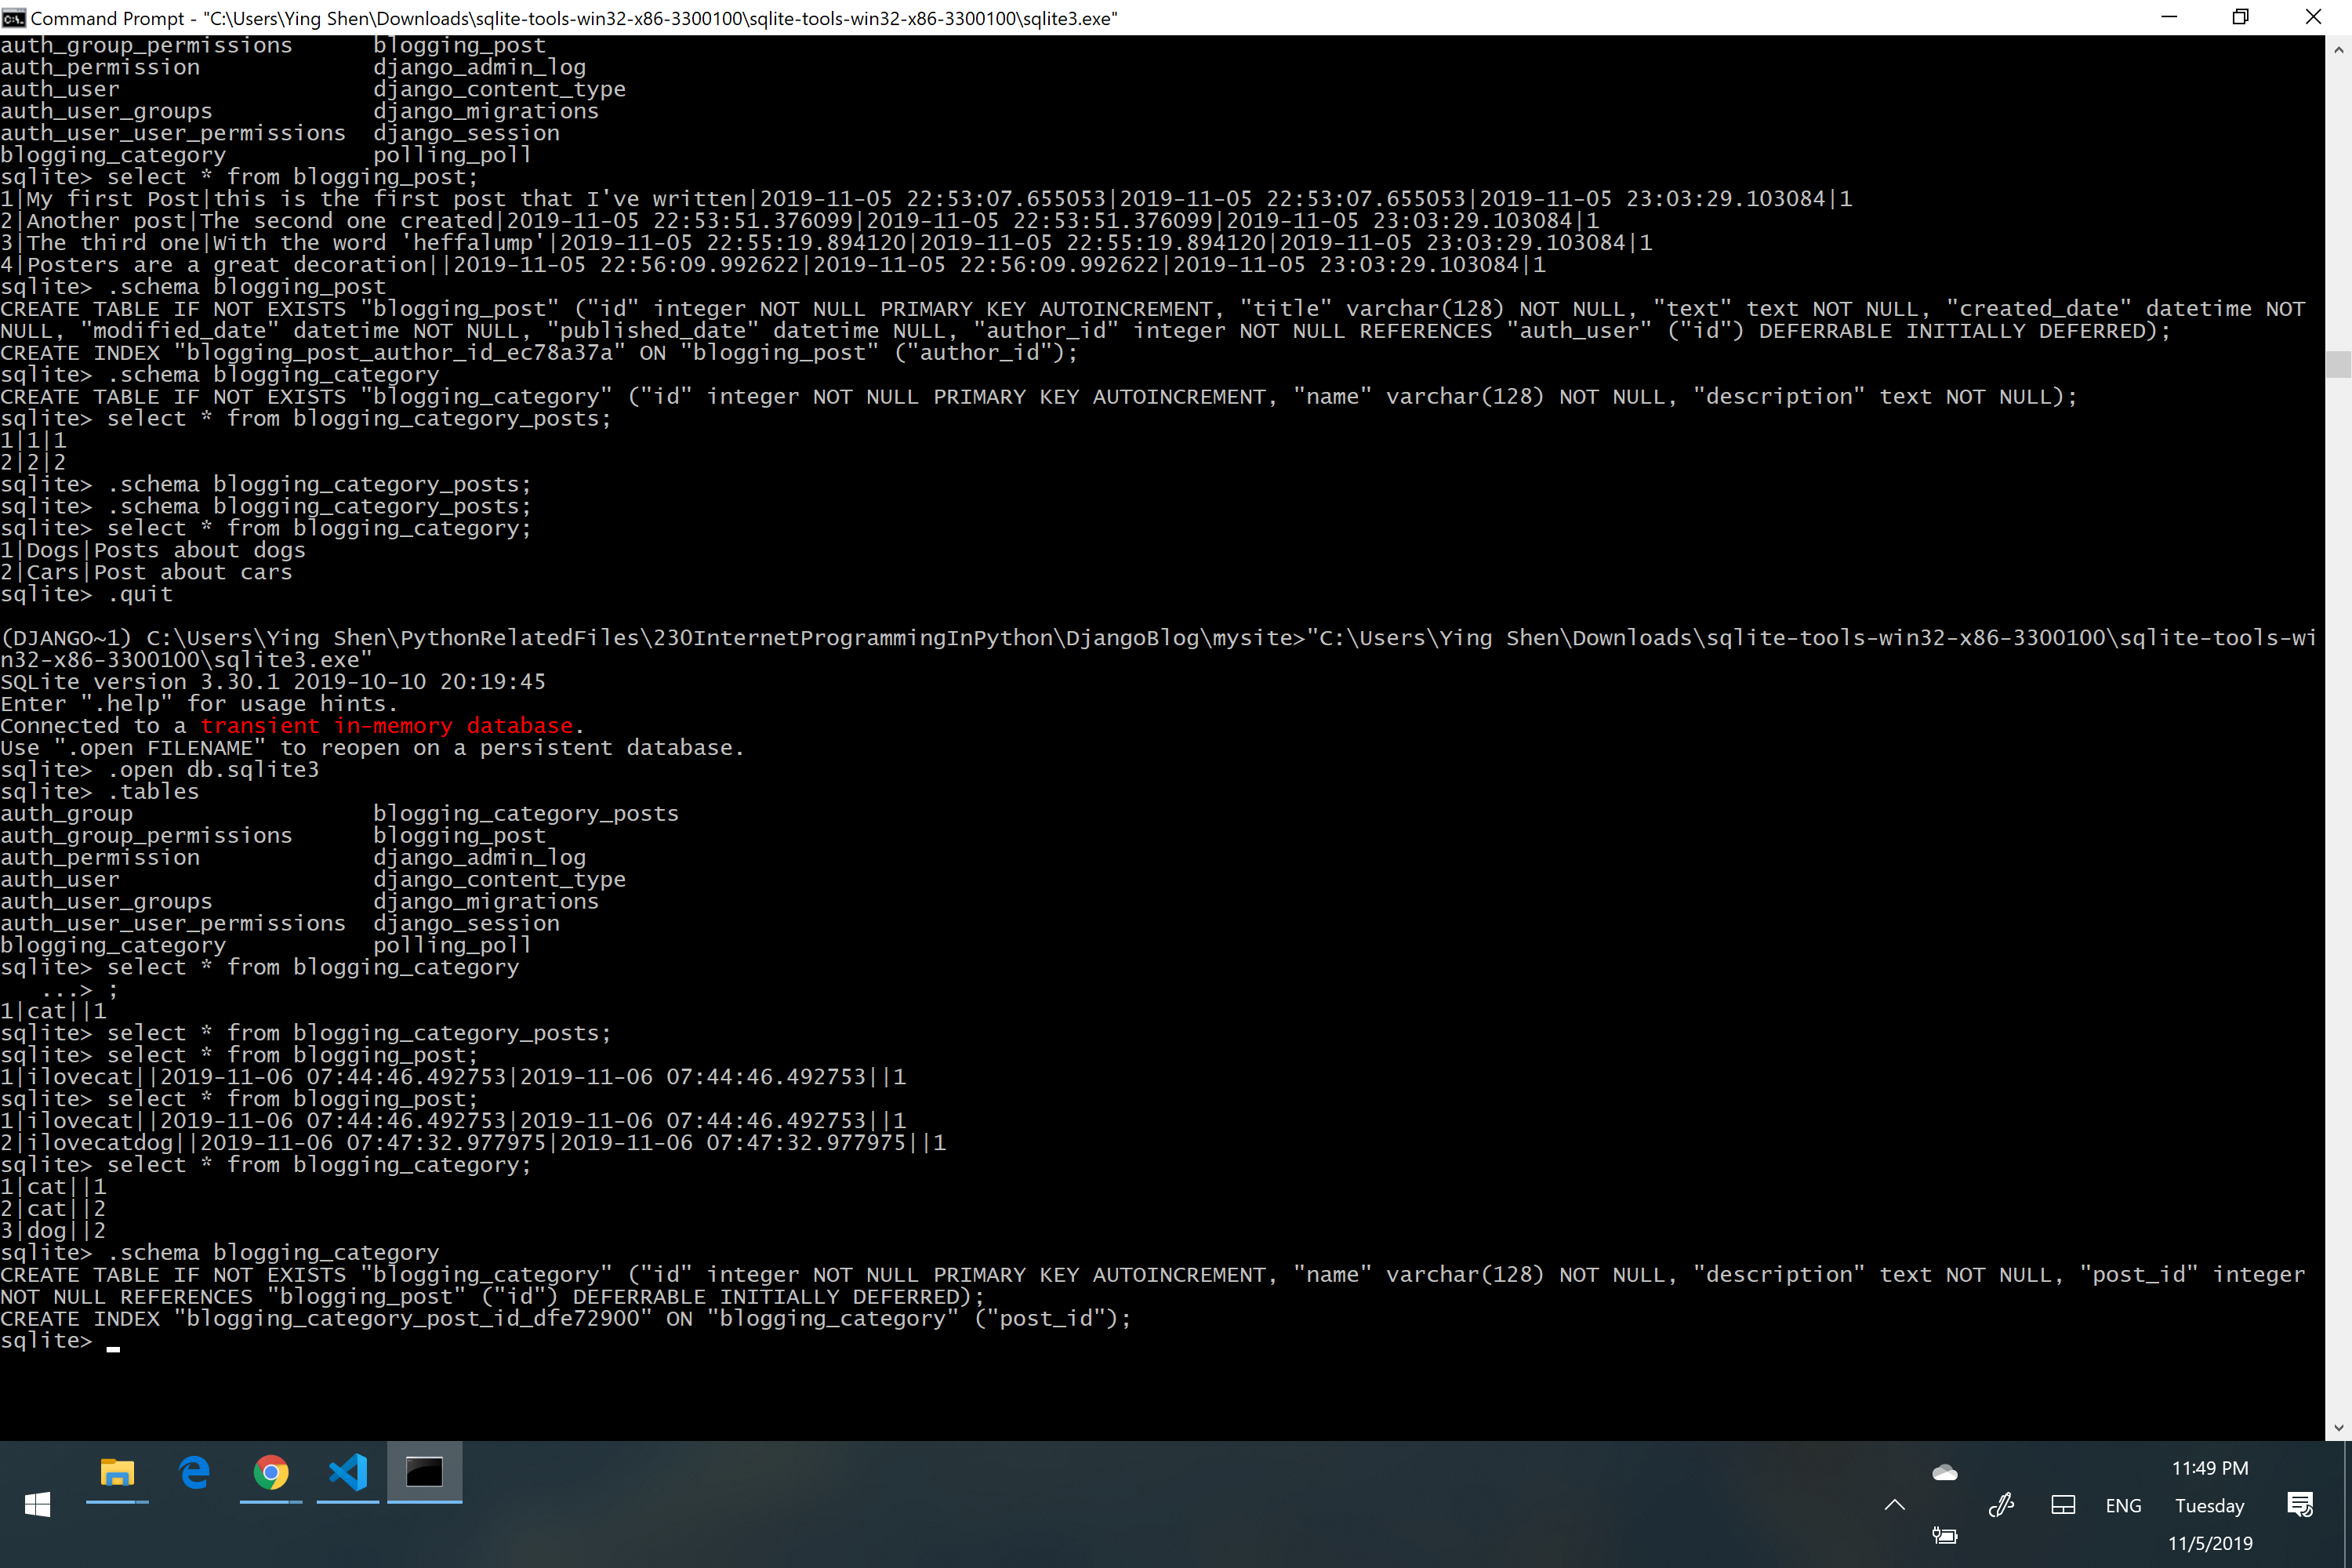 Command Prompt - "C:\Users\Ying Shen\Downloads\sqlite-tools-win32-x86-3300100\sqlite-tools-win32-x86-3300100\sqlite3.exe"
auth_group_permissions      blogging_post
auth_permission             django_admin_log
auth_user                   django_content_type
auth_user_groups            django_migrations
auth_user_user_permissions  django_session
blogging_category           polling_poll
sqlite> select * from blogging_post;
1|My first Post|this is the first post that I've written|2019-11-05 22:53:07.655053|2019-11-05 22:53:07.655053|2019-11-05 23:03:29.103084|1
2|Another post|The second one created|2019-11-05 22:53:51.376099|2019-11-05 22:53:51.376099|2019-11-05 23:03:29.103084|1
3|The third one|With the word 'heffalump'|2019-11-05 22:55:19.894120|2019-11-05 22:55:19.894120|2019-11-05 23:03:29.103084|1
4|Posters are a great decoration||2019-11-05 22:56:09.992622|2019-11-05 22:56:09.992622|2019-11-05 23:03:29.103084|1
sqlite> .schema blogging_post
CREATE TABLE IF NOT EXISTS "blogging_post" ("id" integer NOT NULL PRIMARY KEY AUTOINCREMENT, "title" varchar(128) NOT NULL, "text" text NOT NULL, "created_date" datetime NOT
NULL, "modified_date" datetime NOT NULL, "published_date" datetime NULL, "author_id" integer NOT NULL REFERENCES "auth_user" ("id") DEFERRABLE INITIALLY DEFERRED);
CREATE INDEX "blogging_post_author_id_ec78a37a" ON "blogging_post" ("author_id");
sqlite> .schema blogging_category
CREATE TABLE IF NOT EXISTS "blogging_category" ("id" integer NOT NULL PRIMARY KEY AUTOINCREMENT, "name" varchar(128) NOT NULL, "description" text NOT NULL);
sqlite> select * from blogging_category_posts;
1|1|1
2|2|2
sqlite> .schema blogging_category_posts;
sqlite> .schema blogging_category_posts;
sqlite> select * from blogging_category;
1|Dogs|Posts about dogs
2|Cars|Post about cars
sqlite> .quit
(DJANGO~1) C:\Users\Ying Shen\PythonRelatedFiles\230InternetProgrammingInPython\DjangoBlog\mysite>"C:\Users\Ying Shen\Downloads\sqlite-tools-win32-x86-3300100\sqlite-tools-wi
n32-x86-3300100\sqlite3.exe"
SQLite version 3.30.1 2019-10-10 20:19:45
Enter ".help" for usage hints.
Connected to a transient in-memory database.
Use ".open FILENAME" to reopen on a persistent database.
sqlite> .open db.sqlite3
sqlite> .tables
auth_group                  blogging_category_posts
auth_group_permissions      blogging_post
auth_permission             django_admin_log
auth_user                   django_content_type
auth_user_groups            django_migrations
auth_user_user_permissions  django_session
blogging_category           polling_poll
sqlite> select * from blogging_category
   ...> ;
1|cat||1
sqlite> select * from blogging_category_posts;
sqlite> select * from blogging_post;
1|ilovecat||2019-11-06 07:44:46.492753|2019-11-06 07:44:46.492753||1
sqlite> select * from blogging_post;
1|ilovecat||2019-11-06 07:44:46.492753|2019-11-06 07:44:46.492753||1
2|ilovecatdog||2019-11-06 07:47:32.977975|2019-11-06 07:47:32.977975||1
sqlite> select * from blogging_category;
1|cat||1
2|cat||2
3|dog||2
sqlite> .schema blogging_category
CREATE TABLE IF NOT EXISTS "blogging_category" ("id" integer NOT NULL PRIMARY KEY AUTOINCREMENT, "name" varchar(128) NOT NULL, "description" text NOT NULL, "post_id" integer
NOT NULL REFERENCES "blogging_post" ("id") DEFERRABLE INITIALLY DEFERRED);
CREATE INDEX "blogging_category_post_id_dfe72900" ON "blogging_category" ("post_id");
sqlite>
11:49 PM
ENG
Tuesday
11/5/2019